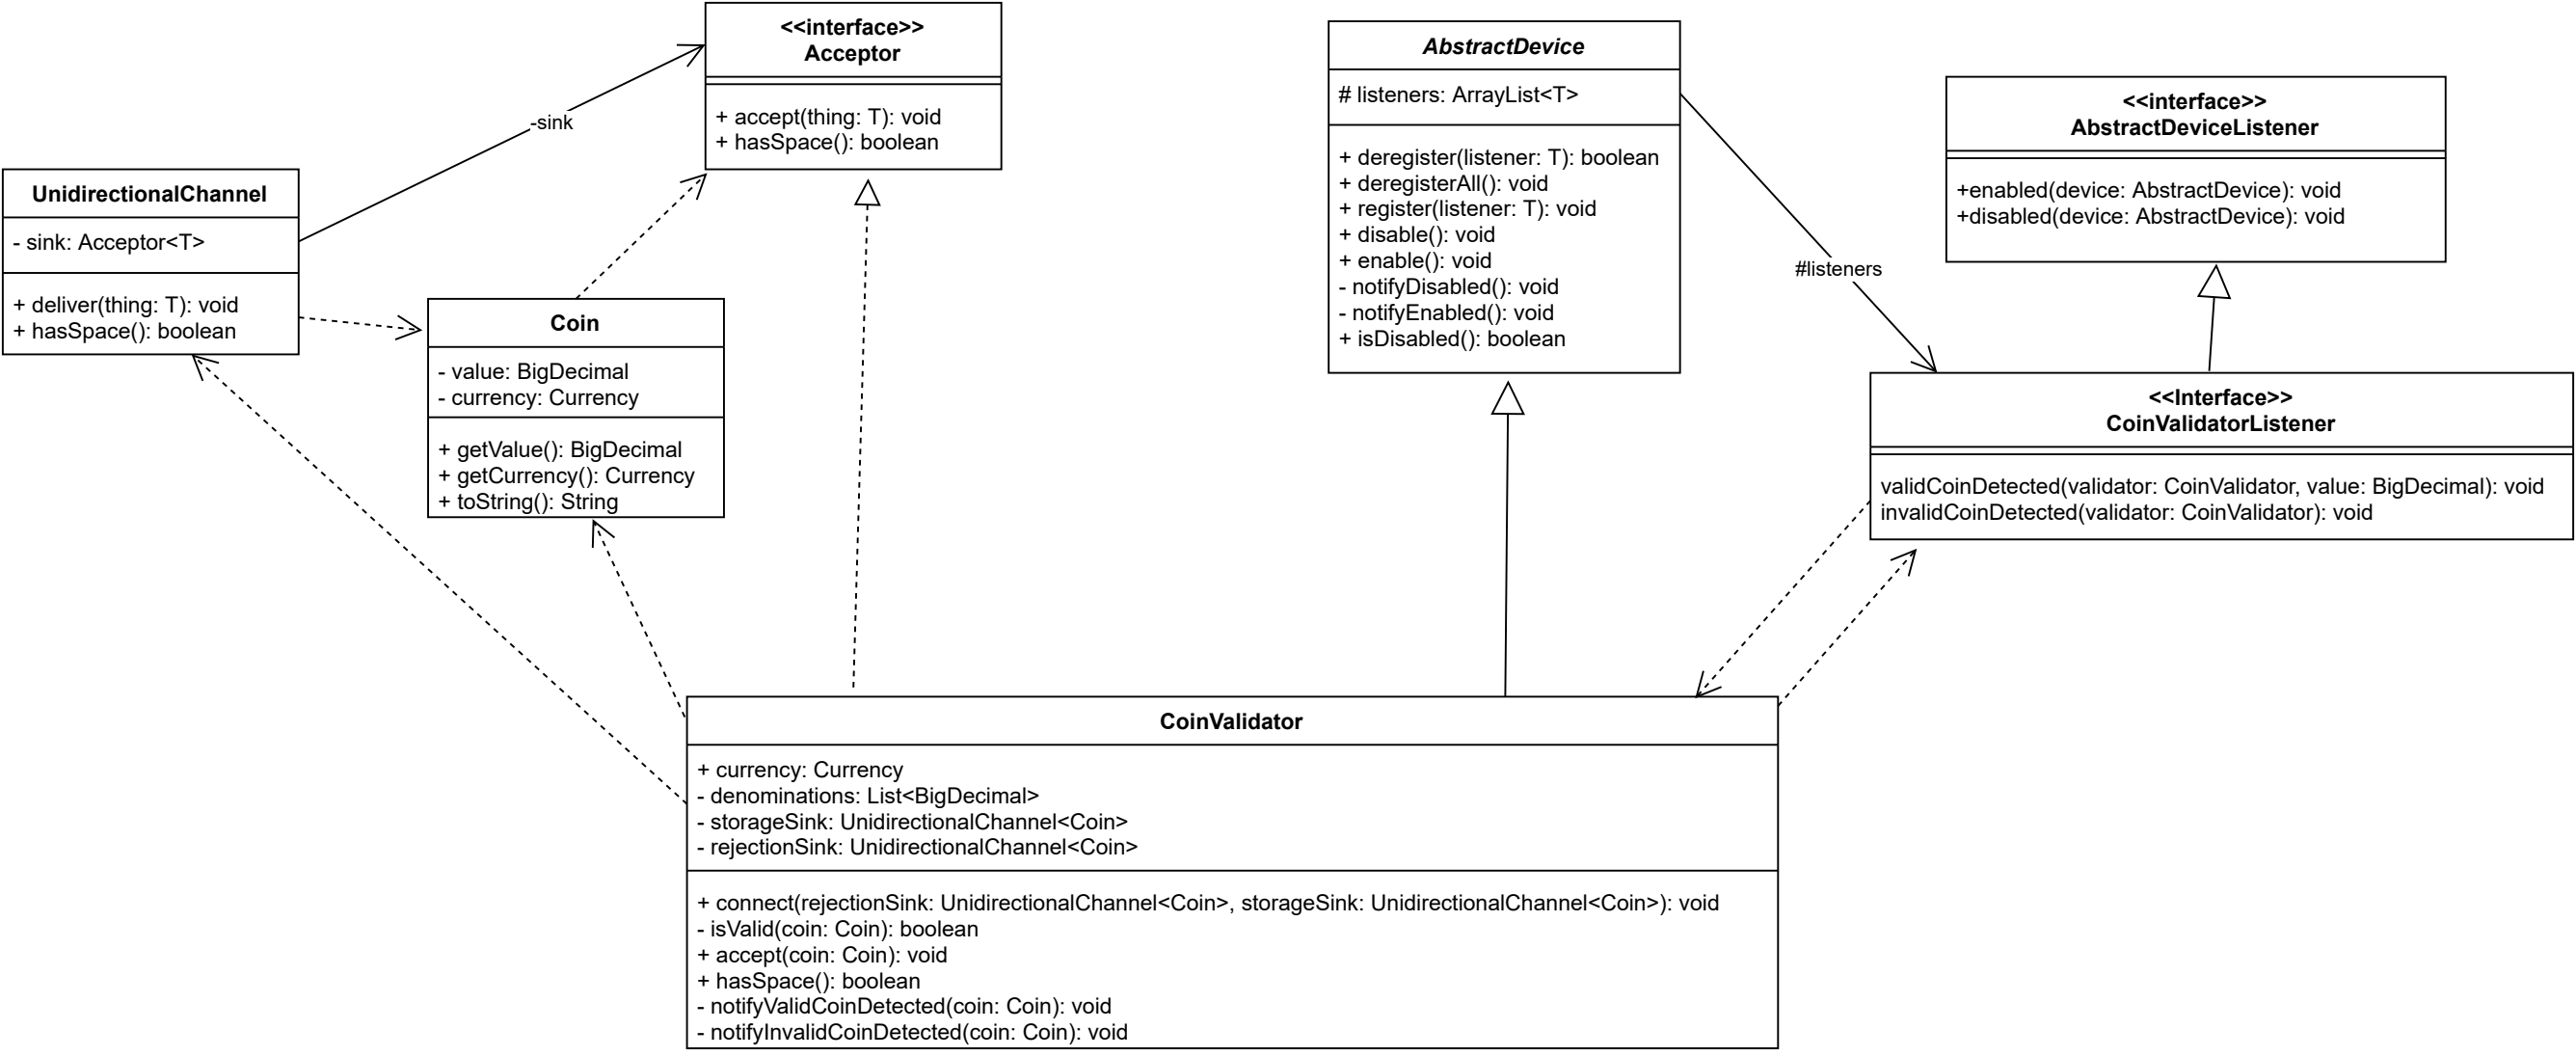 <<interface>>
Acceptor
+ accept(thing: T): void
+ hasSpace(): boolean
-sink
UnidirectionalChannel
- sink: Acceptor<T>
+ deliver(thing: T): void
+ hasSpace(): boolean
Coin
- value: BigDecimal
- currency: Currency
+ getValue(): BigDecimal
+ getCurrency(): Currency
+ toString(): String
AbstractDevice
# listeners: ArrayList<T>
+ deregister(listener: T): boolean
+ deregisterAll(): void
+ register(listener: T): void
+ disable(): void
+ enable(): void
- notifyDisabled(): void
- notifyEnabled(): void
+ isDisabled(): boolean
#listeners
<<interface>>
AbstractDeviceListener
+enabled(device: AbstractDevice): void
+disabled(device: AbstractDevice): void
<<Interface>>
CoinValidatorListener
validCoinDetected(validator: CoinValidator, value: BigDecimal): void
invalidCoinDetected(validator: CoinValidator): void
CoinValidator
+ currency: Currency
- denominations: List<BigDecimal>
- storageSink: UnidirectionalChannel<Coin>
- rejectionSink: UnidirectionalChannel<Coin>
+ connect(rejectionSink: UnidirectionalChannel<Coin>, storageSink: UnidirectionalChannel<Coin>): void
- isValid(coin: Coin): boolean
+ accept(coin: Coin): void
+ hasSpace(): boolean
- notifyValidCoinDetected(coin: Coin): void
- notifyInvalidCoinDetected(coin: Coin): void